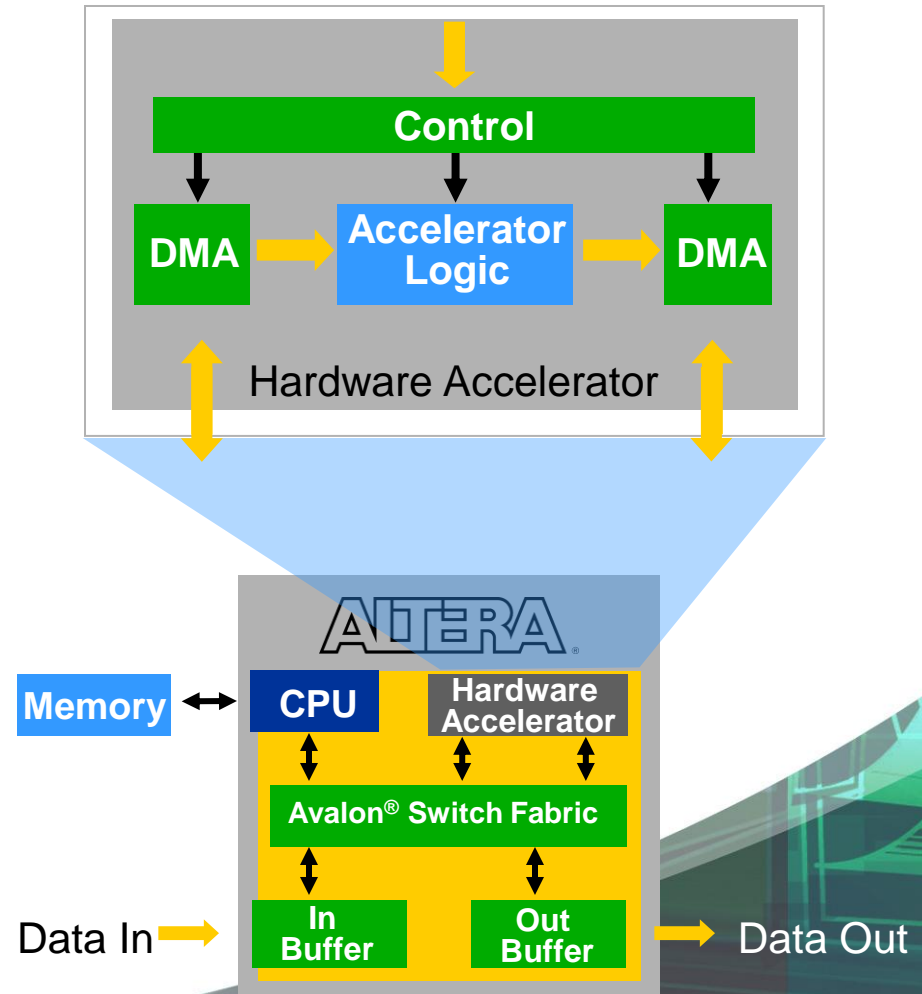 Control
DMA
Accelerator
Logic
DMA
Hardware Accelerator
ALTERA®
Memory
CPU
Hardware
Accelerator
Avalon® Switch Fabric
Data In
In
Buffer
Out
Buffer
Data Out